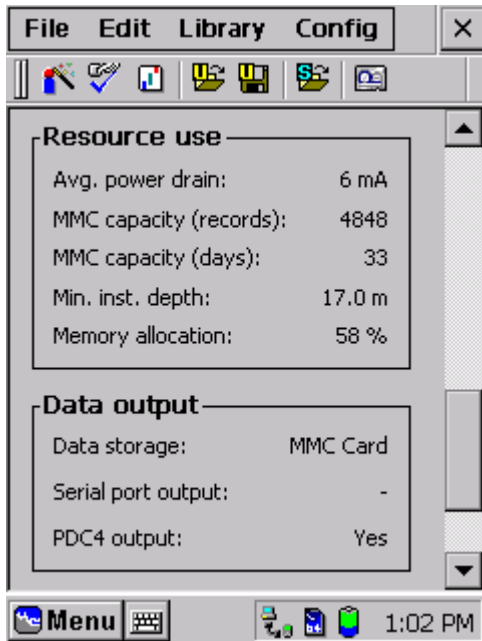 File Edit Library Config
Resource use
Avg. power drain: 6 mA
MMC capacity (records): 4848
MMC capacity (days): 33
Min. inst. depth: 17.0 m
Memory allocation: 58 %
Data output
Data storage: MMC Card
Serial port output: -
PDC4 output: Yes
Menu 1:02 PM